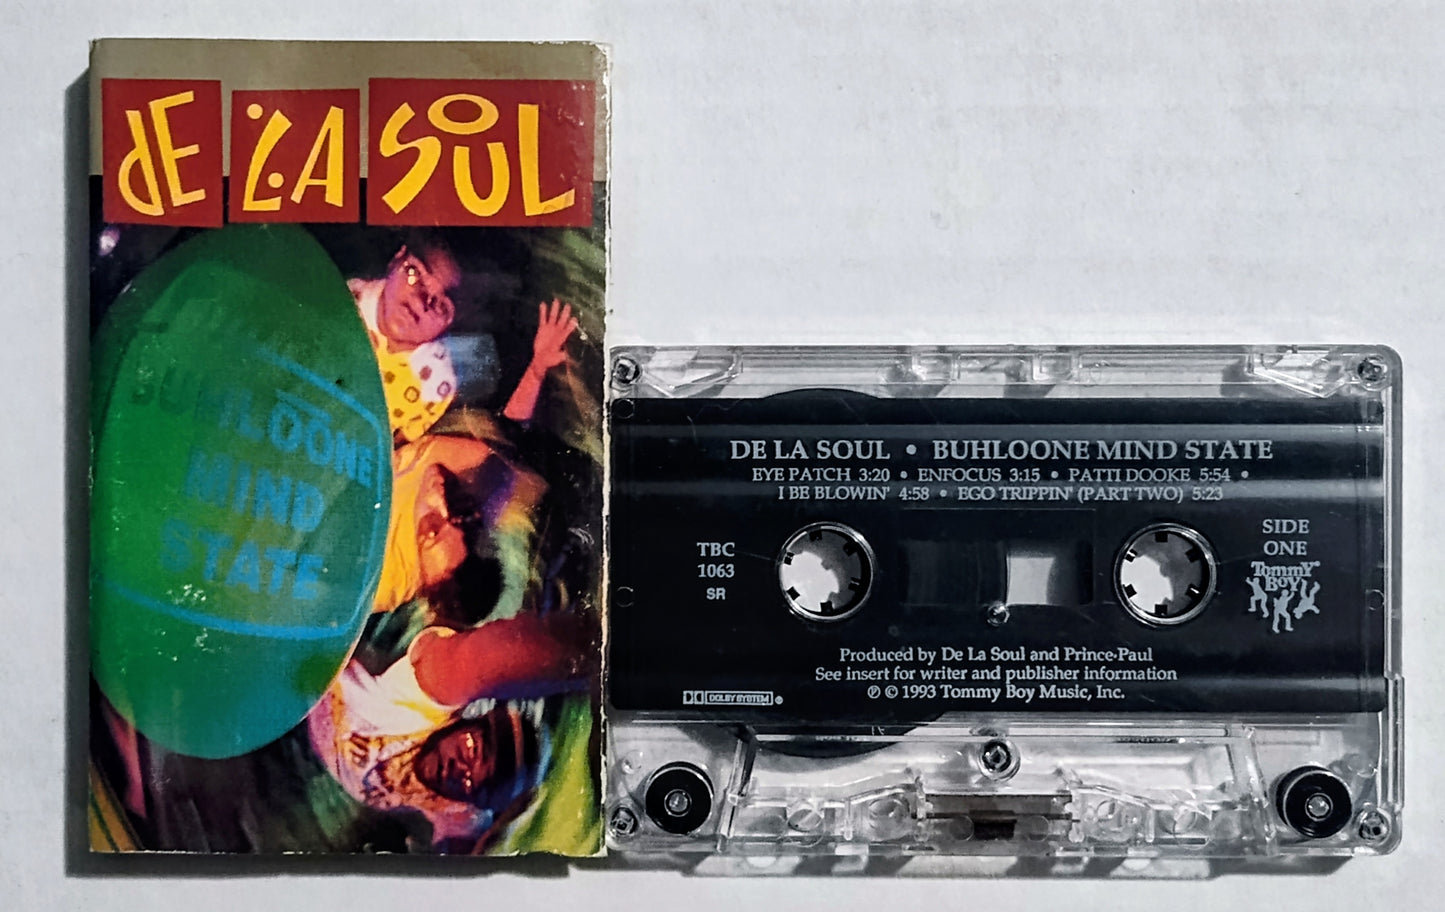 DE LA SOUL
BUHLOONE
MIND
STATE
DE LA SOUL • BUHLOONE MIND STATE
EYE PATCH 3:20 • ENFOCUS 3:15 • PATTI DOOKE 5:54 •
I BE BLOWIN' 4:58 • EGO TRIPPIN' (PART TWO) 5:23
TBC
1063
SR
SIDE
ONE
Tommy
Boy
Produced by De La Soul and Prince•Paul
See insert for writer and publisher information
℗ © 1993 Tommy Boy Music, Inc.
DOLBY SYSTEM ®